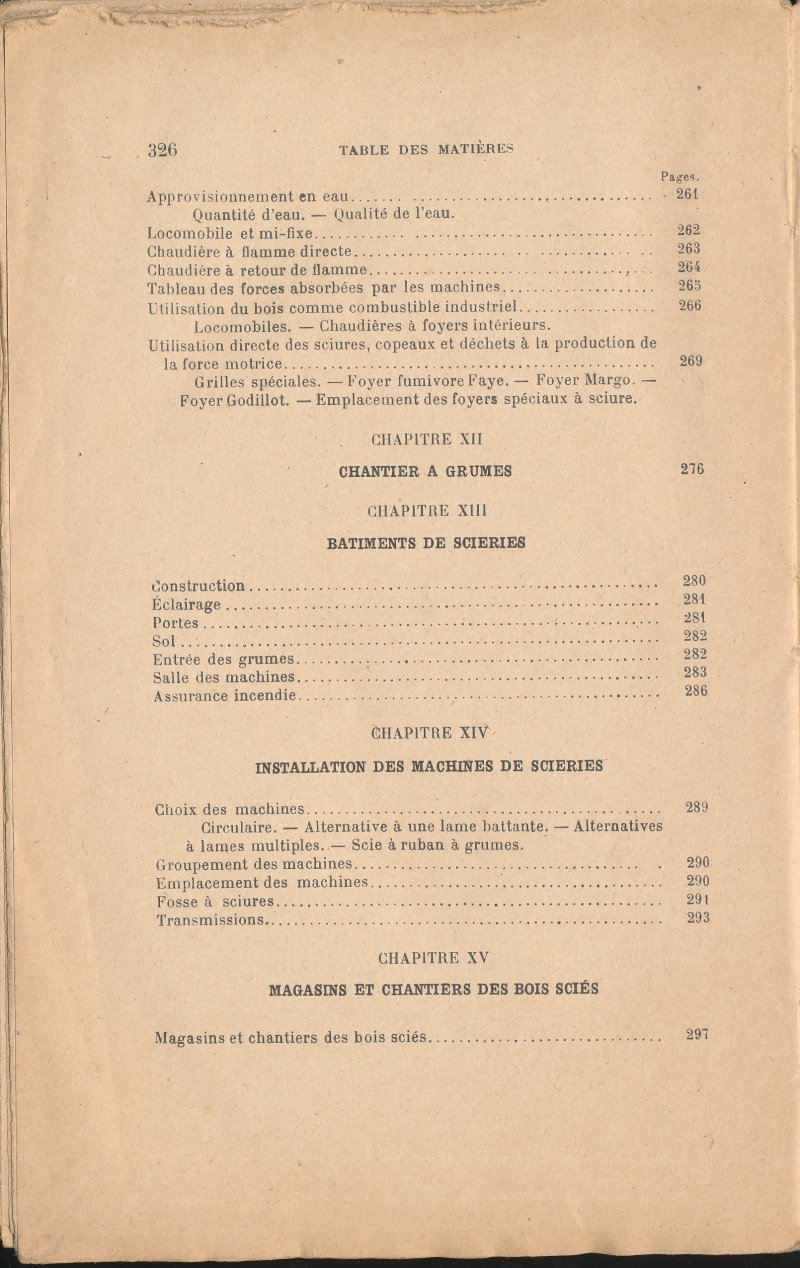 326 TABLE DES MATIÈRES
Pages.
Approvisionnement en eau........ 261
Quantité d'eau. — Qualité de l'eau.
Locomobile et mi-fixe........ 262
Chaudière à flamme directe........ 263
Chaudière à retour de flamme........ 264
Tableau des forces absorbées par les machines........ 265
Utilisation du bois comme combustible industriel........ 266
Locomobiles. — Chaudières à foyers intérieurs.
Utilisation directe des sciures, copeaux et déchets à la production de
la force motrice........ 269
Grilles spéciales. — Foyer fumivore Faye. — Foyer Margo. —
Foyer Godillot. — Emplacement des foyers spéciaux à sciure.
CHAPITRE XII
CHANTIER A GRUMES 276
CHAPITRE XIII
BATIMENTS DE SCIERIES
Construction........ 280
Éclairage........ 281
Portes........ 281
Sol........ 282
Entrée des grumes........ 282
Salle des machines........ 283
Assurance incendie........ 286
CHAPITRE XIV
INSTALLATION DES MACHINES DE SCIERIES
Choix des machines........ 289
Circulaire. — Alternative à une lame battante. — Alternatives
à lames multiples. — Scie à ruban à grumes.
Groupement des machines........ 290
Emplacement des machines........ 290
Fosse à sciures........ 291
Transmissions........ 293
CHAPITRE XV
MAGASINS ET CHANTIERS DES BOIS SCIÉS
Magasins et chantiers des bois sciés........ 297